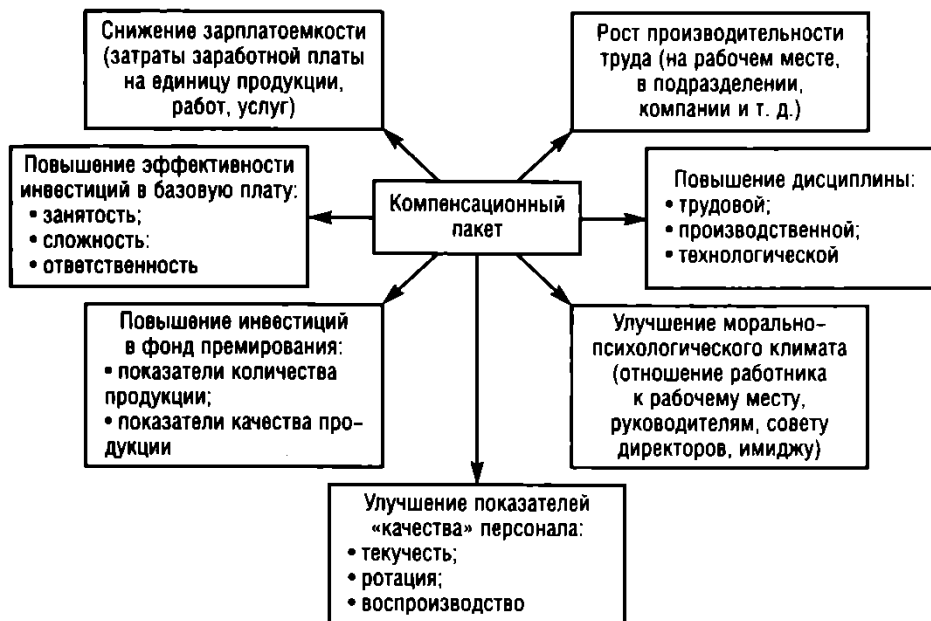 Снижение зарплатоемкости
(затраты заработной платы
на единицу продукции,
работ, услуг)
Рост производительности
труда (на рабочем месте,
в подразделении,
компании и т. д.)
Повышение эффективности
инвестиций в базовую плату:
• занятость;
• сложность:
• ответственность
Компенсационный
пакет
Повышение дисциплины:
• трудовой;
• производственной;
• технологической
Повышение инвестиций
в фонд премирования:
• показатели количества
продукции;
• показатели качества про-
дукции
Улучшение морально-
психологического климата
(отношение работника
к рабочему месту,
руководителям, совету
директоров, имиджу)
Улучшение показателей
«качества» персонала:
• текучесть;
• ротация;
• воспроизводство